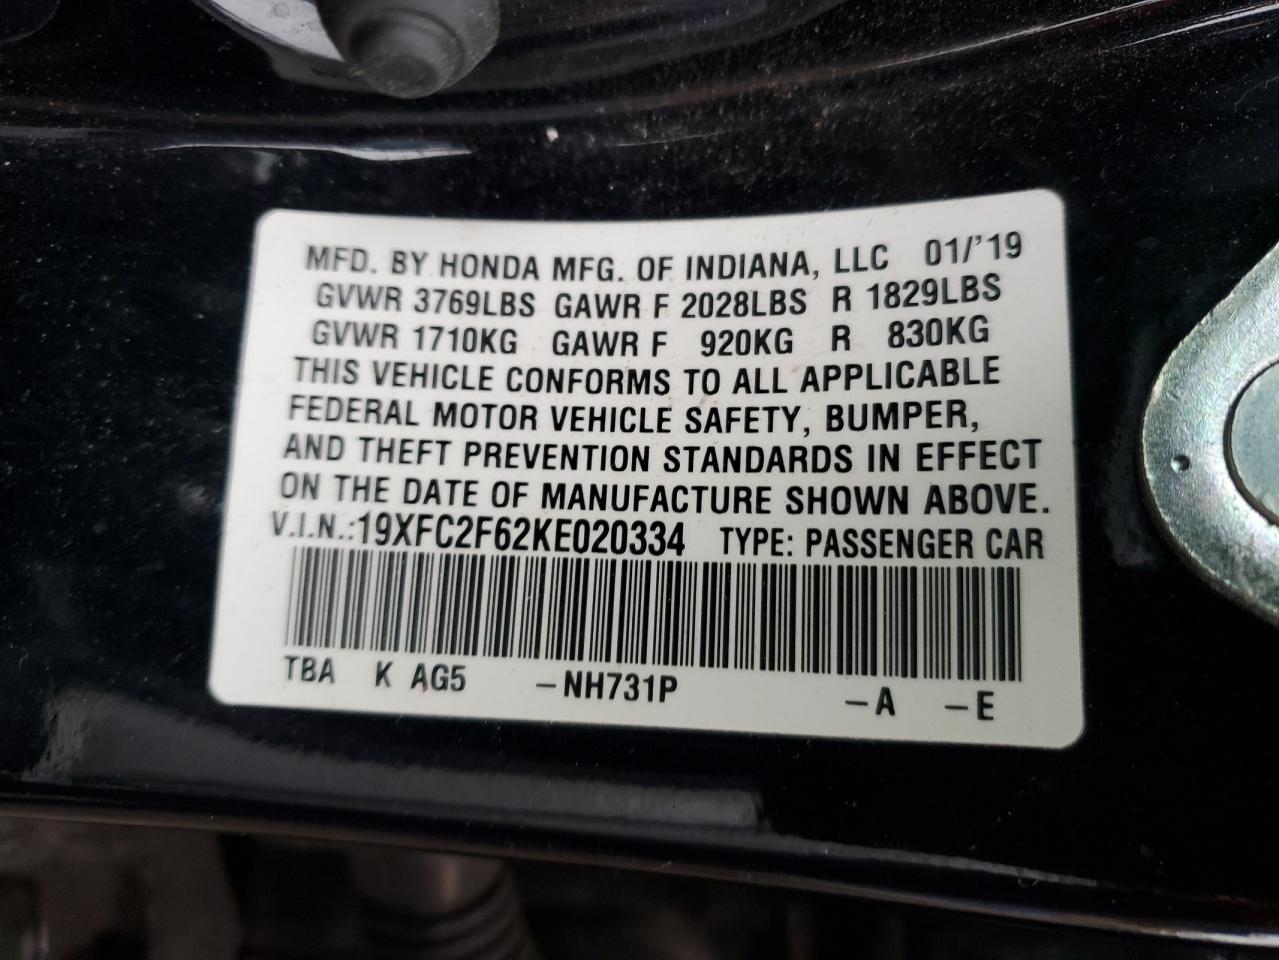 MFD. BY HONDA MFG. OF INDIANA, LLC 01/'19
GVWR 3769LBS GAWR F 2028LBS R 1829LBS
GVWR 1710KG GAWR F 920KG R 830KG
THIS VEHICLE CONFORMS TO ALL APPLICABLE
FEDERAL MOTOR VEHICLE SAFETY, BUMPER,
AND THEFT PREVENTION STANDARDS IN EFFECT
ON THE DATE OF MANUFACTURE SHOWN ABOVE.
V.I.N.:19XFC2F62KE020334 TYPE: PASSENGER CAR
TBA K AG5 -NH731P -A -E